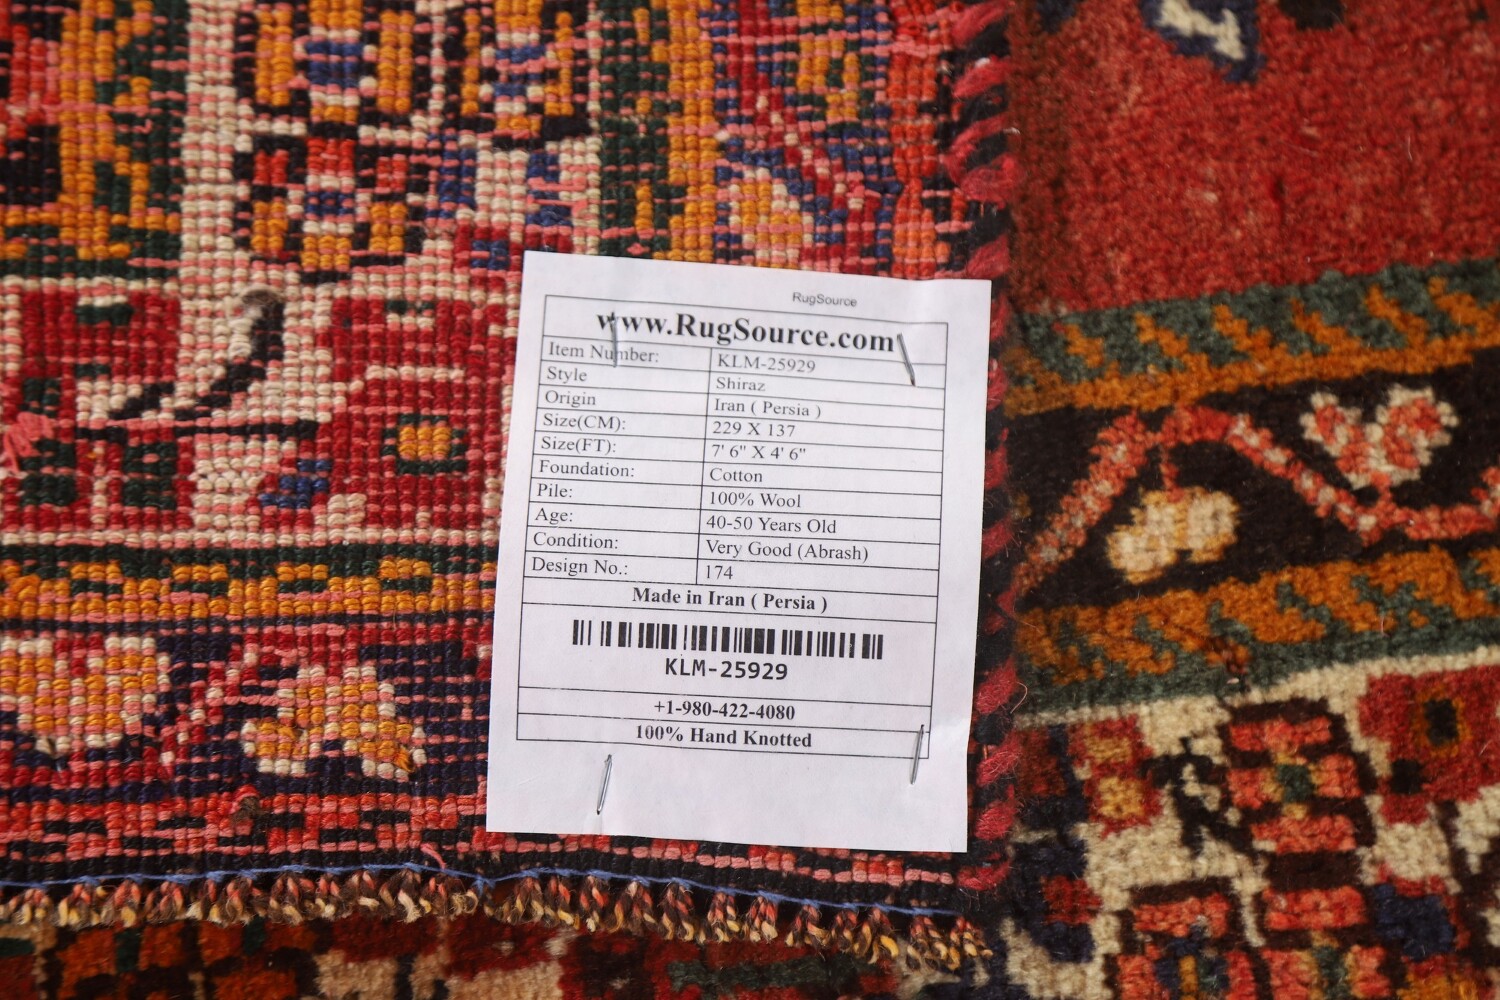 RugSource
www.RugSource.com
Item Number: KLM-25929
Style Shiraz
Origin Iran ( Persia )
Size(CM): 229 X 137
Size(FT): 7' 6" X 4' 6"
Foundation: Cotton
Pile: 100% Wool
Age: 40-50 Years Old
Condition: Very Good (Abrash)
Design No.: 174
Made in Iran ( Persia )
KLM-25929
+1-980-422-4080
100% Hand Knotted